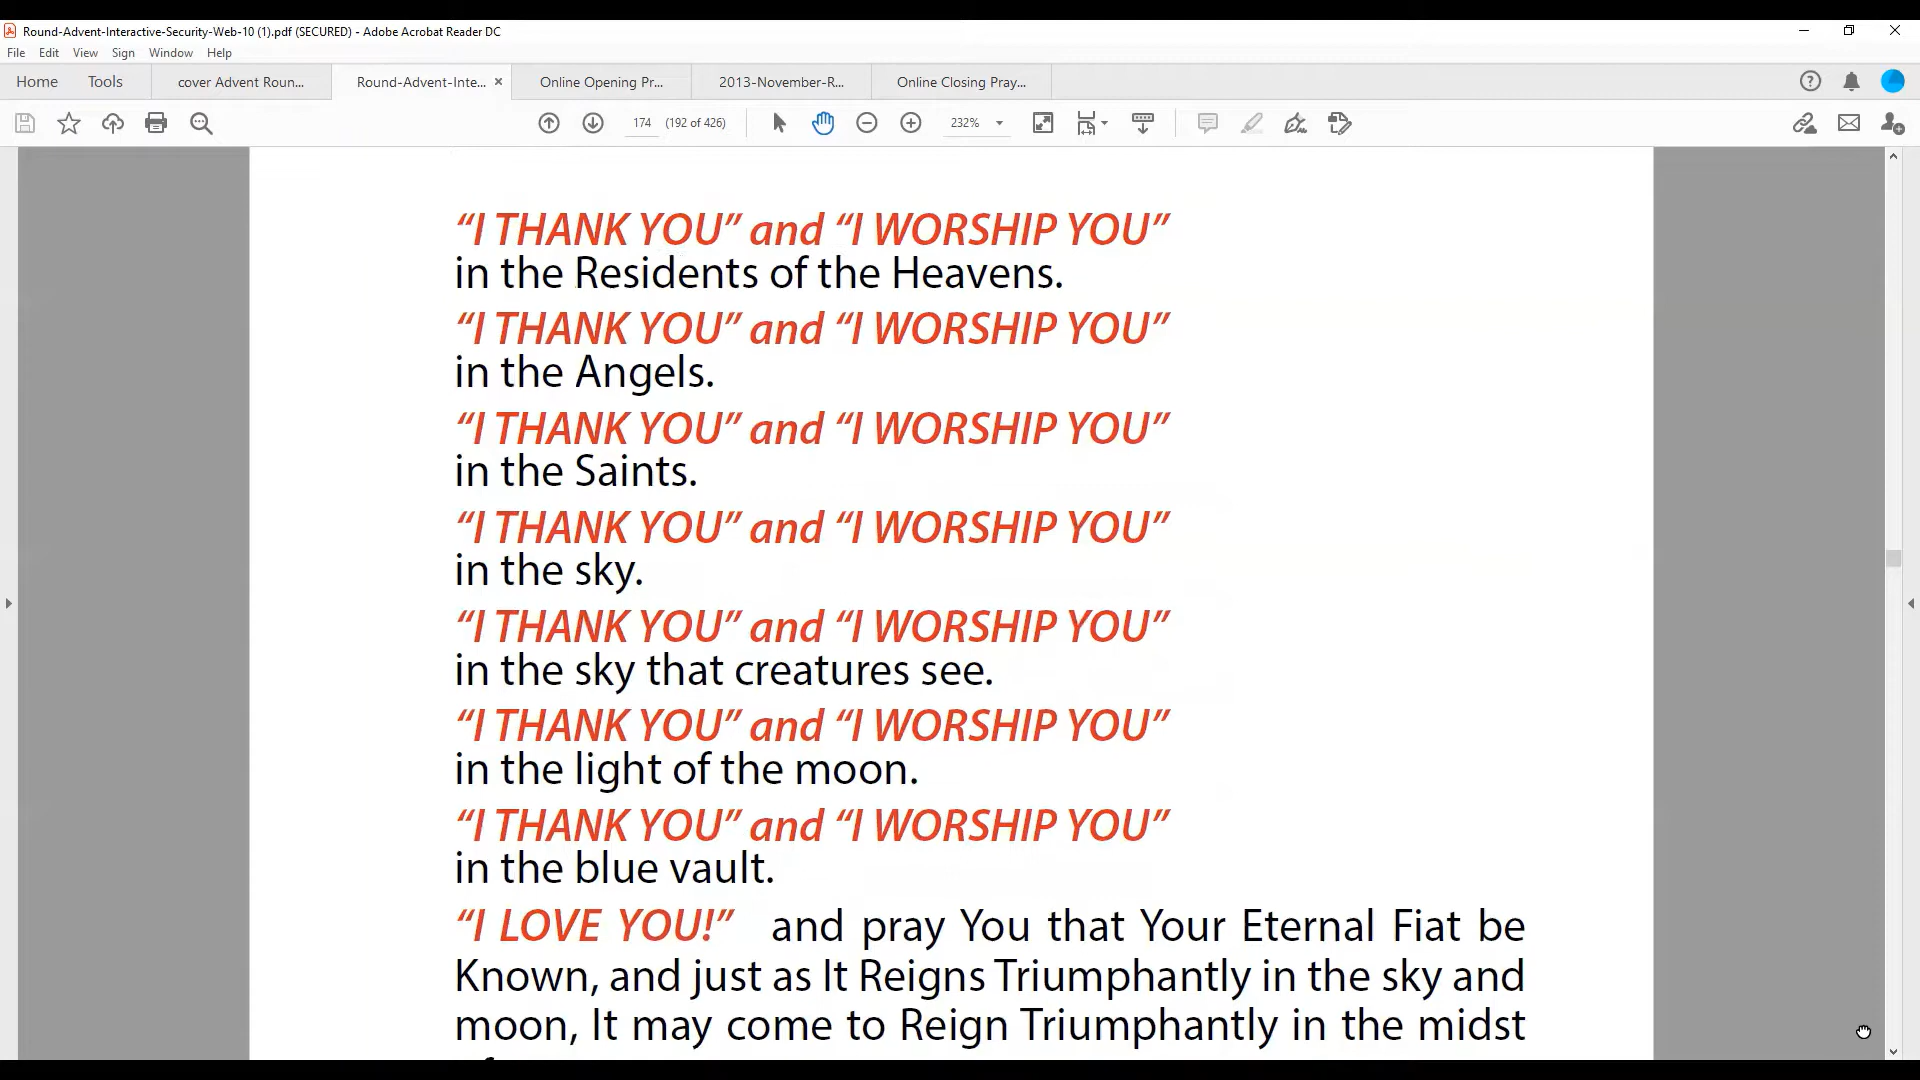 Round-Advent-Interactive-Security-Web-10 (1).pdf (SECURED) - Adobe Acrobat Reader DC
File Edit View Sign Window Help
Home Tools cover Advent Roun... Round-Advent-Inte... Online Opening Pr... 2013-November-R... Online Closing Pray...
174 (192 of 426) 232%
“I THANK YOU” and “I WORSHIP YOU”
in the Residents of the Heavens.
“I THANK YOU” and “I WORSHIP YOU”
in the Angels.
“I THANK YOU” and “I WORSHIP YOU”
in the Saints.
“I THANK YOU” and “I WORSHIP YOU”
in the sky.
“I THANK YOU” and “I WORSHIP YOU”
in the sky that creatures see.
“I THANK YOU” and “I WORSHIP YOU”
in the light of the moon.
“I THANK YOU” and “I WORSHIP YOU”
in the blue vault.
“I LOVE YOU!” and pray You that Your Eternal Fiat be
Known, and just as It Reigns Triumphantly in the sky and
moon, It may come to Reign Triumphantly in the midst